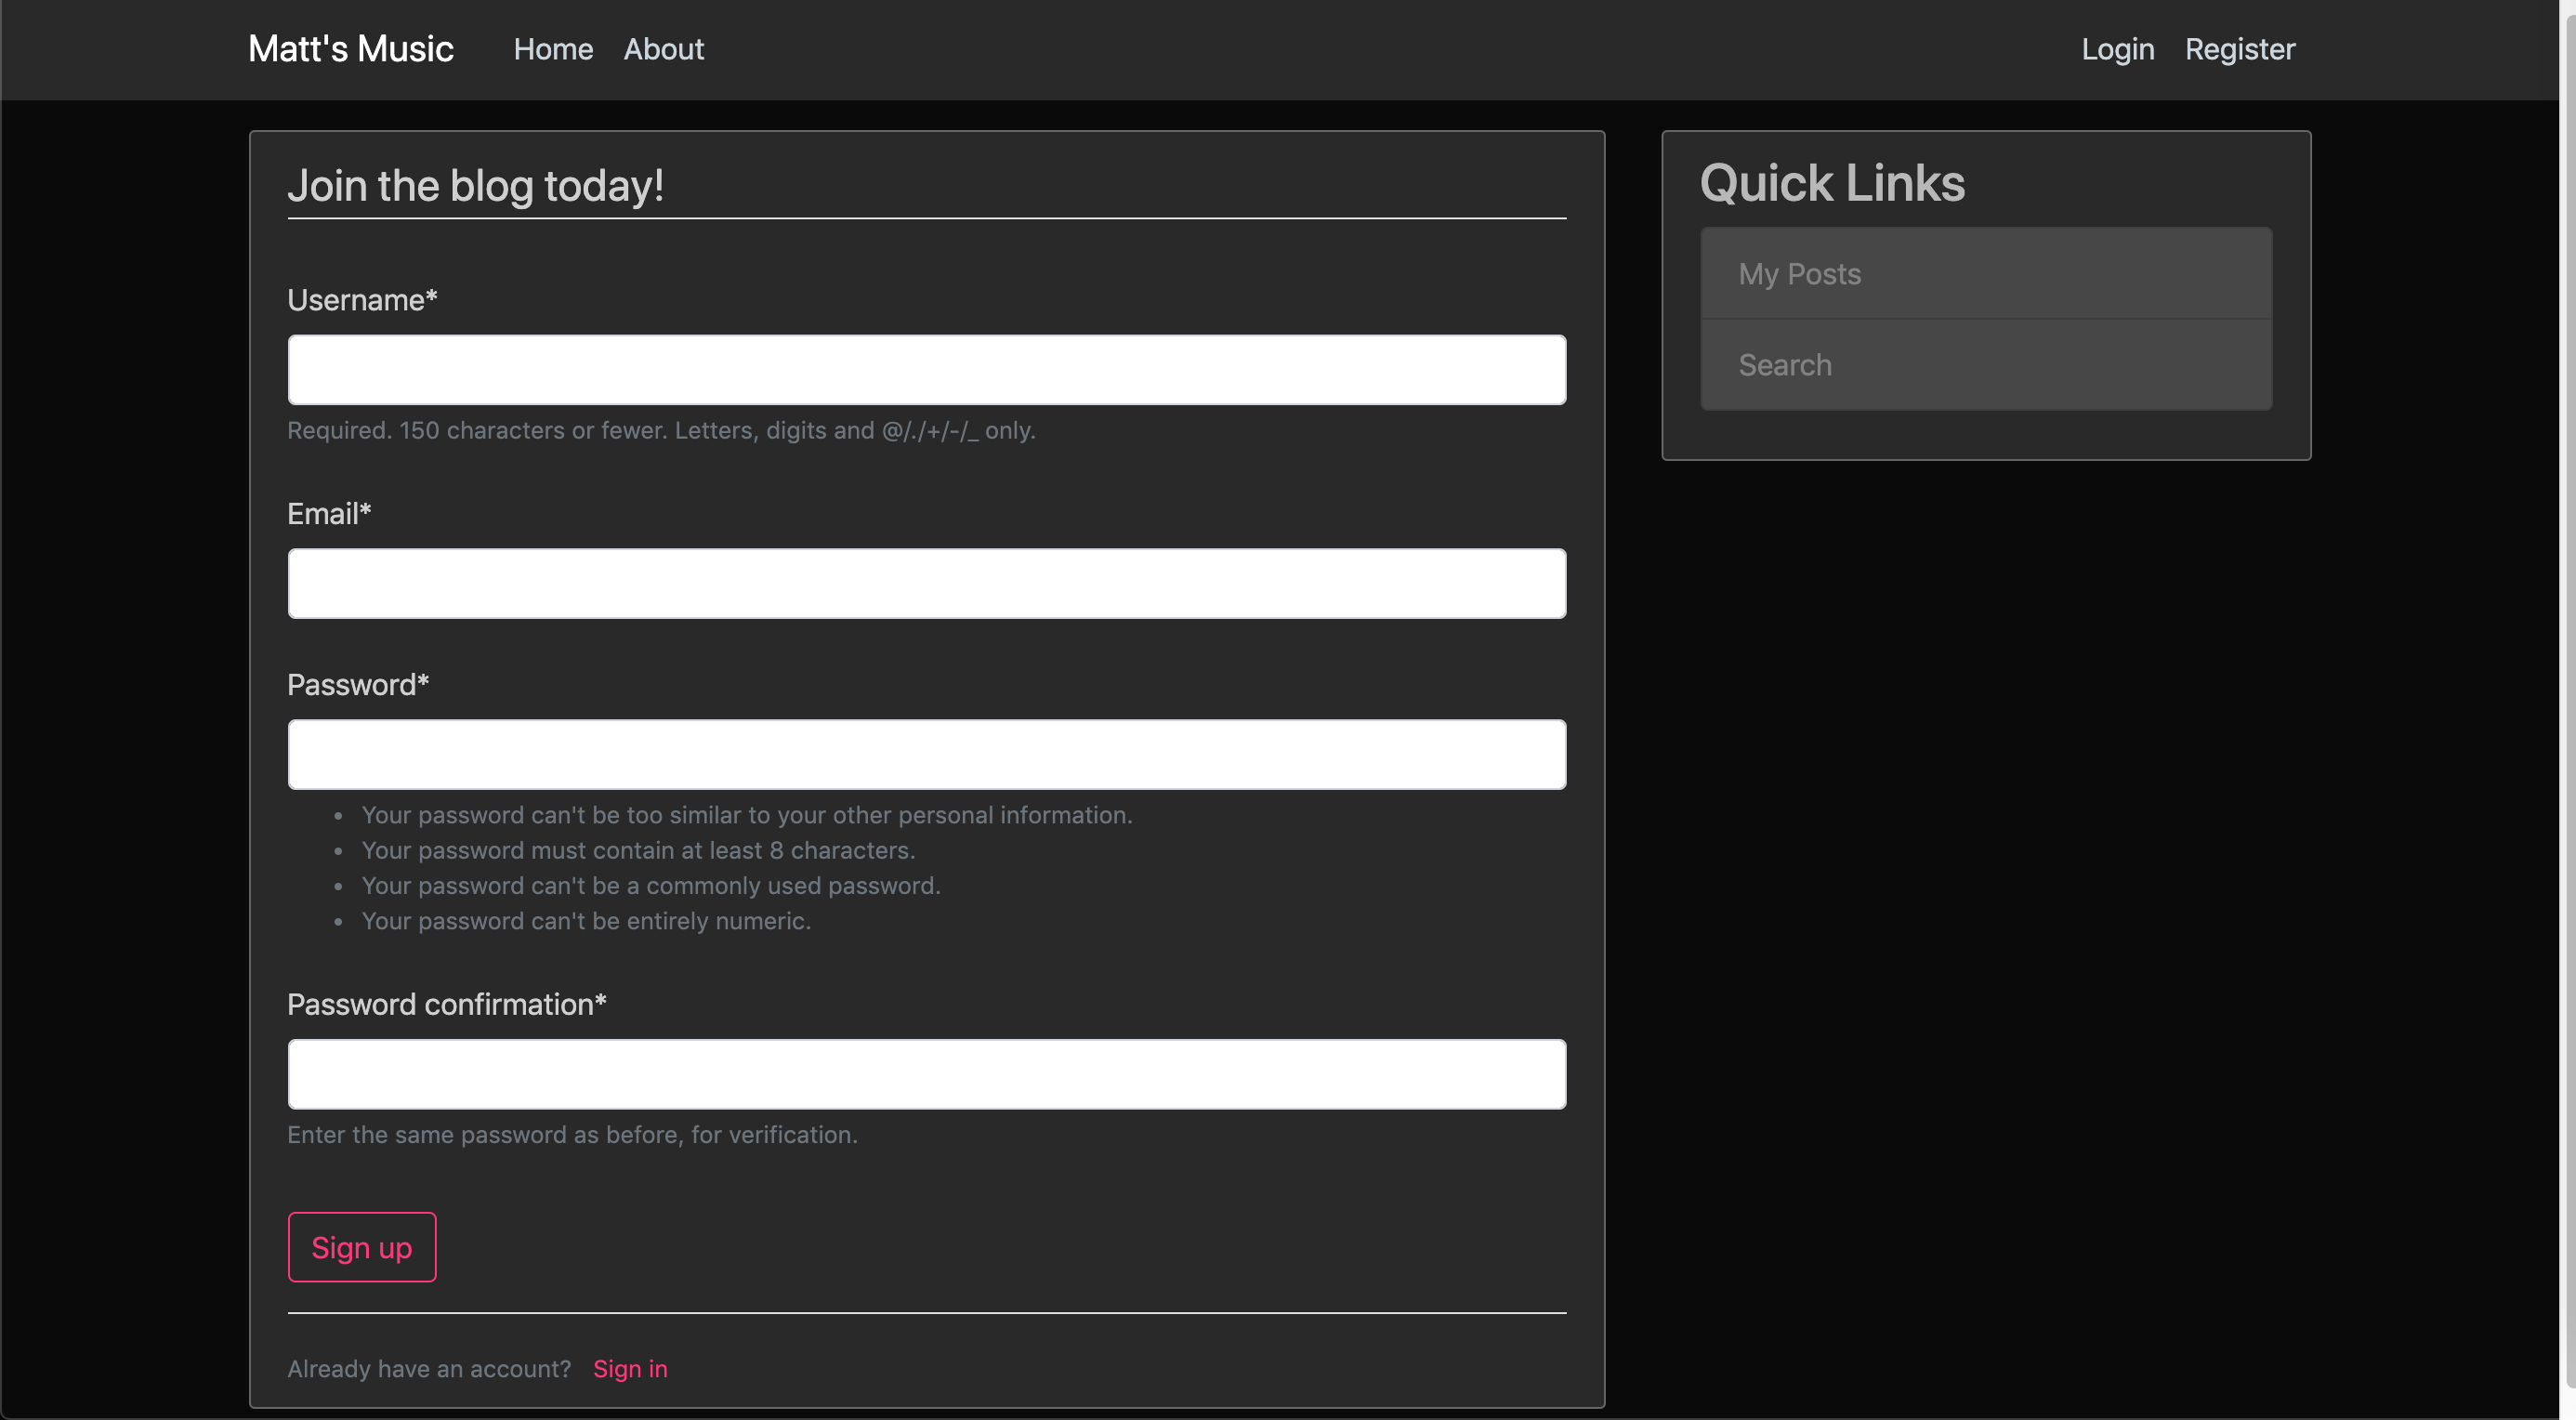 Matt's Music Home About Login Register
Join the blog today!
Username*
Required. 150 characters or fewer. Letters, digits and @/./+/-/_ only.
Email*
Password*
• Your password can't be too similar to your other personal information.
• Your password must contain at least 8 characters.
• Your password can't be a commonly used password.
• Your password can't be entirely numeric.
Password confirmation*
Enter the same password as before, for verification.
Sign up
Already have an account? Sign in
Quick Links
My Posts
Search